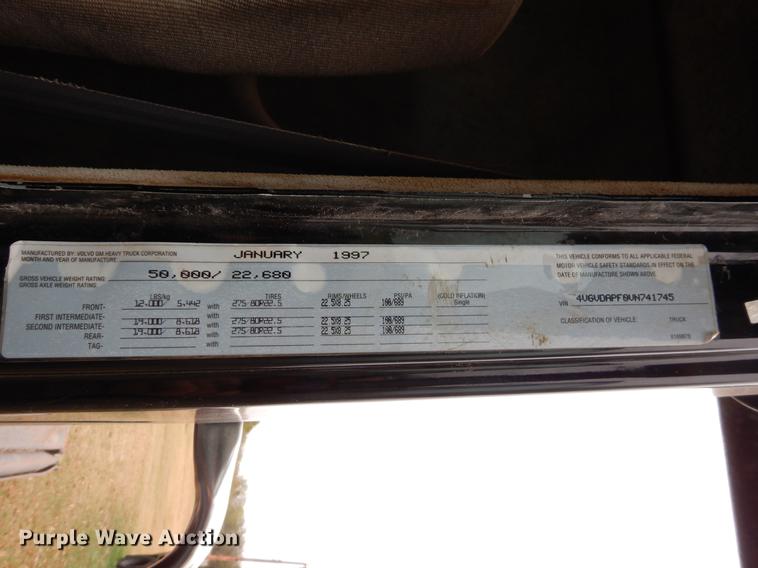 MANUFACTURED BY: VOLVO GM HEAVY TRUCK CORPORATION
MONTH AND YEAR OF MANUFACTURE: JANUARY 1997
GROSS VEHICLE WEIGHT RATING: 50,000/ 22,680
GROSS AXLE WEIGHT RATING:
LBS/kg TIRES RIMS/WHEELS PSI/PA (COLD INFLATION)
FRONT- 12,000/ 5,442 with 275/80R22.5 22.5X8.25 100/689 Single
FIRST INTERMEDIATE- 19,000/ 8,618 with 275/80R22.5 22.5X8.25 100/689
SECOND INTERMEDIATE- 19,000/ 8,618 with 275/80R22.5 22.5X8.25 100/689
REAR- with
TAG- with
THIS VEHICLE CONFORMS TO ALL APPLICABLE FEDERAL
MOTOR VEHICLE SAFETY STANDARDS IN EFFECT ON THE
DATE OF MANUFACTURE SHOWN ABOVE.
VIN 4VGVDAPF8VN741745
CLASSIFICATION OF VEHICLE: TRUCK
Purple Wave Auction